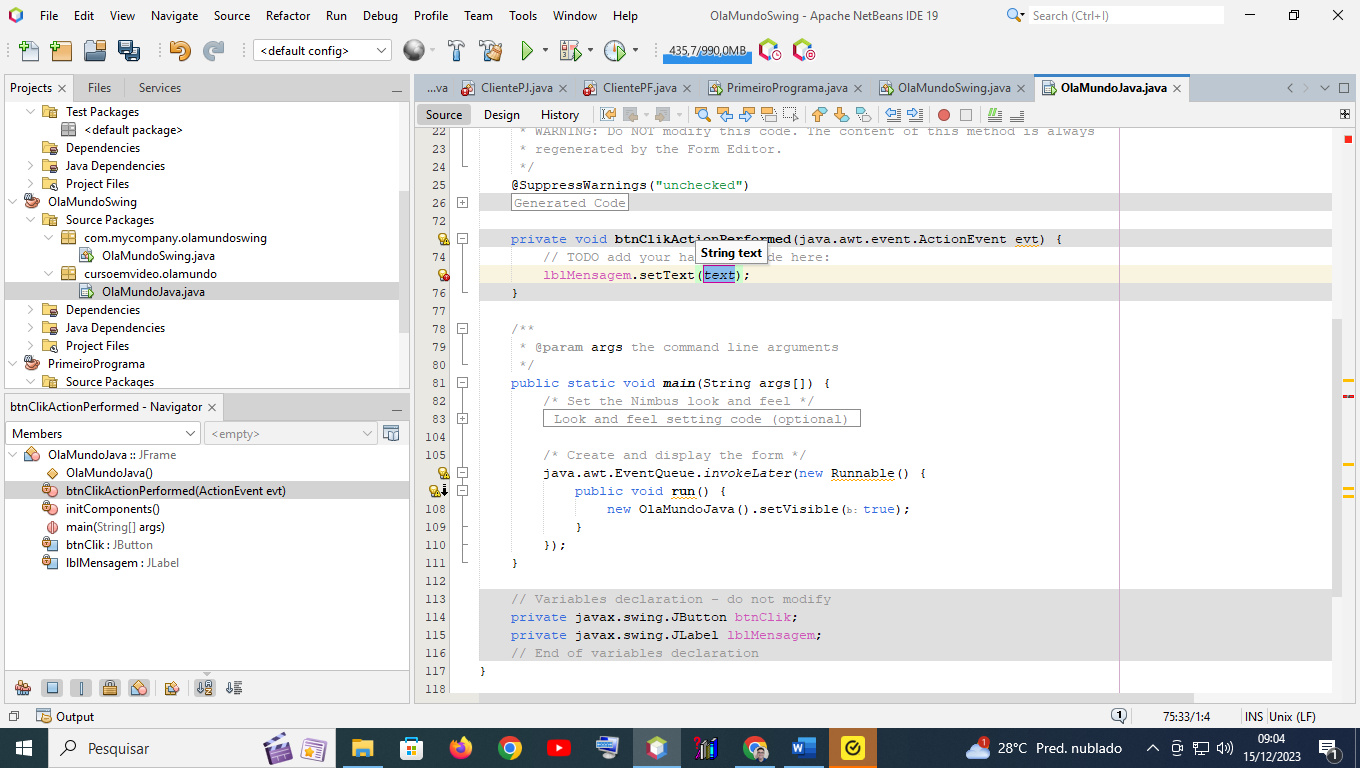 File Edit View Navigate Source Refactor Run Debug Profile Team Tools Window Help
OlaMundoSwing - Apache NetBeans IDE 19
Search (Ctrl+I)
<default config>
435,7/990,0MB
Projects Files Services
Test Packages
<default package>
Dependencies
Java Dependencies
Project Files
OlaMundoSwing
Source Packages
com.mycompany.olamundoswing
OlaMundoSwing.java
cursoemvideo.olamundo
OlaMundoJava.java
Dependencies
Java Dependencies
Project Files
PrimeiroPrograma
Source Packages
btnClikActionPerformed - Navigator
Members
<empty>
OlaMundoJava :: JFrame
OlaMundoJava()
btnClikActionPerformed(ActionEvent evt)
initComponents()
main(String[] args)
btnClik : JButton
lblMensagem : JLabel
...va ClientePJ.java ClientePF.java PrimeiroPrograma.java OlaMundoSwing.java OlaMundoJava.java
Source Design History
22 * WARNING: Do NOT modify this code. The content of this method is always
23 * regenerated by the Form Editor.
24 */
25 @SuppressWarnings("unchecked")
26 Generated Code
72
private void btnClikActionPerformed(java.awt.event.ActionEvent evt) {
String text
74 // TODO add your ha de here:
lblMensagem.setText(text);
76 }
77
78 /**
79 * @param args the command line arguments
80 */
81 public static void main(String args[]) {
82 /* Set the Nimbus look and feel */
83 Look and feel setting code (optional)
104
105 /* Create and display the form */
java.awt.EventQueue.invokeLater(new Runnable() {
public void run() {
108 new OlaMundoJava().setVisible(b: true);
109 }
110 });
111 }
112
113 // Variables declaration - do not modify
114 private javax.swing.JButton btnClik;
115 private javax.swing.JLabel lblMensagem;
116 // End of variables declaration
117 }
118
Output
1
75:33/1:4
INS
Unix (LF)
Pesquisar
1
28°C Pred. nublado
09:04
15/12/2023
1